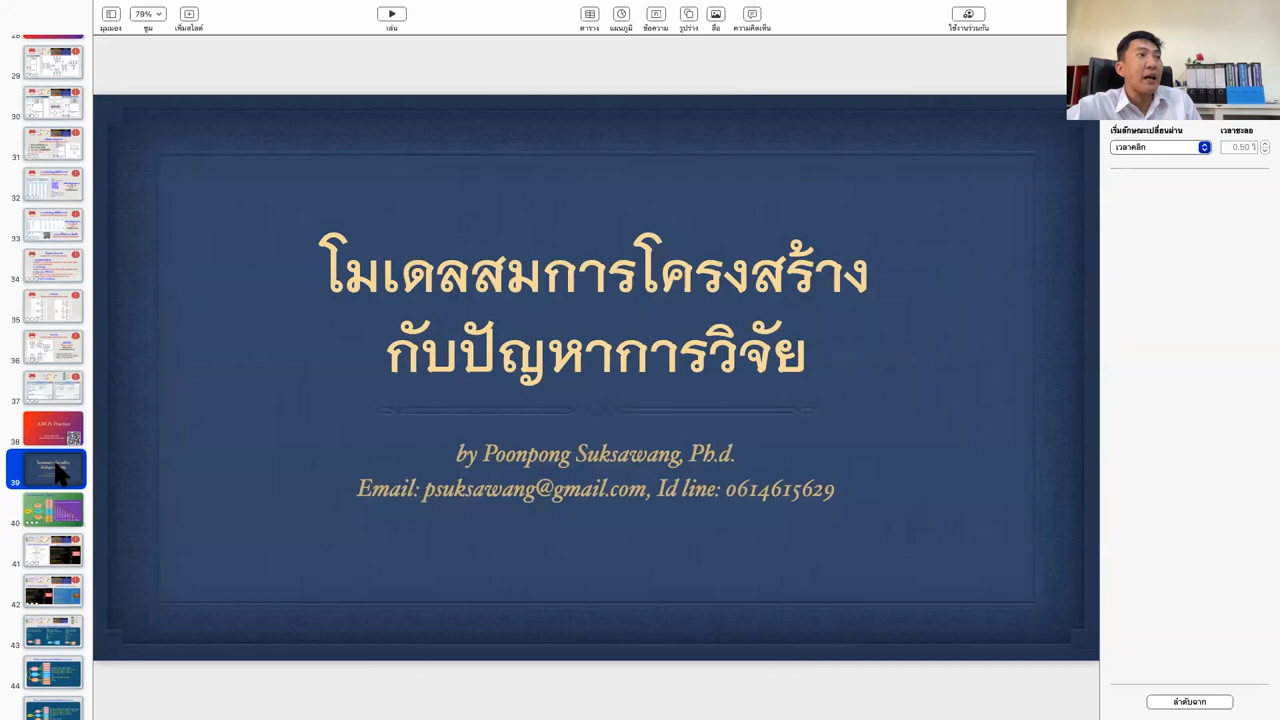 79%
มุมมอง
ซูม
เพิ่มสไลด์
เล่น
ตาราง
แผนภูมิ
ข้อความ
รูปร่าง
สื่อ
ความคิดเห็น
ใช้งานร่วมกัน
เริ่มลักษณะเปลี่ยนผ่าน
เวลาชะลอ
เวลาคลิก
0.50 วิ
29
30
31
32
33
34
35
36
37
AMOS Practice
38
39
40
41
42
43
44
โมเดลสมการโครงสร้าง
กับปัญหาการวิจัย
by Poonpong Suksawang, Ph.d.
Email: psuksawang@gmail.com, Id line: 0614615629
ลำดับฉาก